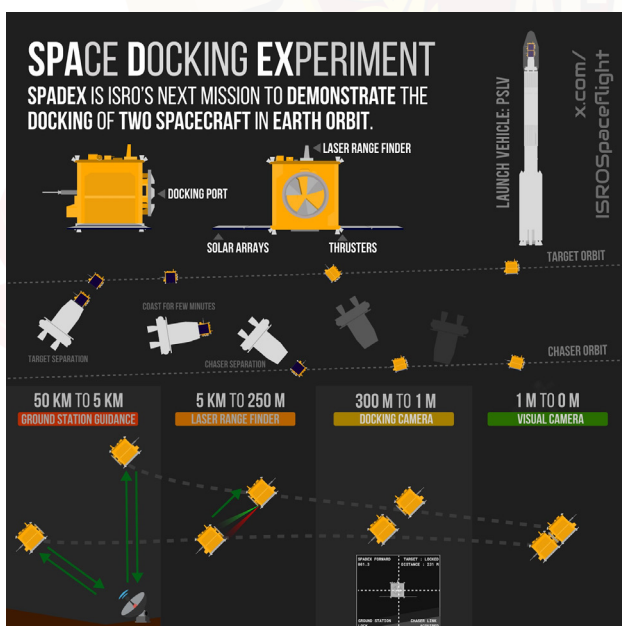 SPACE DOCKING EXPERIMENT
SPADEX IS ISRO'S NEXT MISSION TO DEMONSTRATE THE
DOCKING OF TWO SPACECRAFT IN EARTH ORBIT.
LAUNCH VEHICLE: PSLV
x.com/
ISROSpaceflight
LASER RANGE FINDER
DOCKING PORT
SOLAR ARRAYS
THRUSTERS
TARGET ORBIT
COAST FOR FEW MINUTES
TARGET SEPARATION
CHASER SEPARATION
CHASER ORBIT
50 KM TO 5 KM
GROUND STATION GUIDANCE
5 KM TO 250 M
LASER RANGE FINDER
300 M TO 1 M
DOCKING CAMERA
1 M TO 0 M
VISUAL CAMERA
SPADEX FORWARD
TARGET : LOCKED
DISTANCE : 231 M
GROUND STATION
CHASER LINK